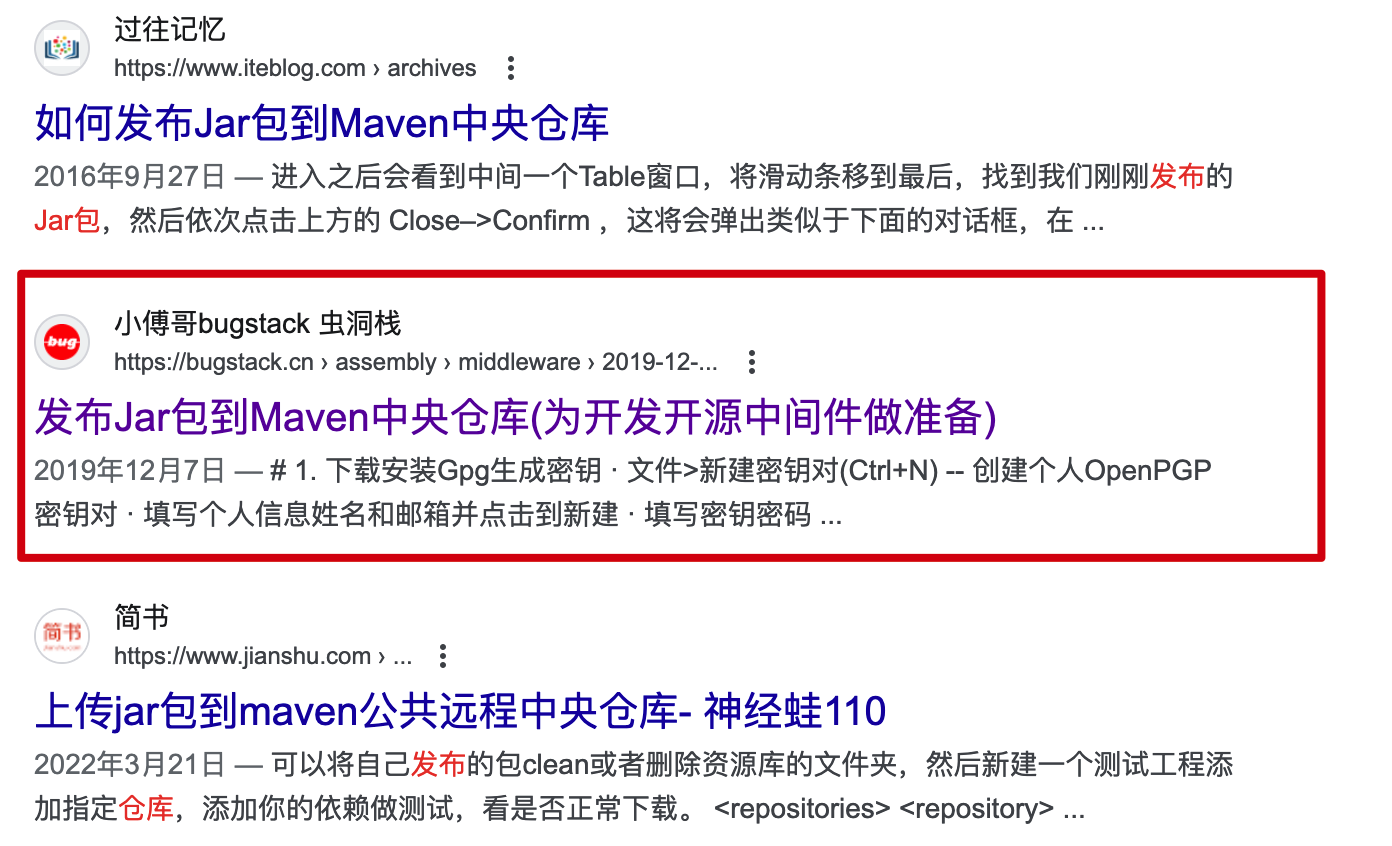 过往记忆
https://www.iteblog.com › archives
如何发布Jar包到Maven中央仓库
2016年9月27日 — 进入之后会看到中间一个Table窗口，将滑动条移到最后，找到我们刚刚发布的
Jar包，然后依次点击上方的 Close–>Confirm ，这将会弹出类似于下面的对话框，在 ...
bug
小傅哥bugstack 虫洞栈
https://bugstack.cn › assembly › middleware › 2019-12-...
发布Jar包到Maven中央仓库(为开发开源中间件做准备)
2019年12月7日 — # 1. 下载安装Gpg生成密钥 · 文件>新建密钥对(Ctrl+N) -- 创建个人OpenPGP
密钥对 · 填写个人信息姓名和邮箱并点击到新建 · 填写密钥密码 ...
简书
jianshu.com
简书
https://www.jianshu.com › ...
上传jar包到maven公共远程中央仓库- 神经蛙110
2022年3月21日 — 可以将自己发布的包clean或者删除资源库的文件夹，然后新建一个测试工程添
加指定仓库，添加你的依赖做测试，看是否正常下载。 <repositories> <repository> ...